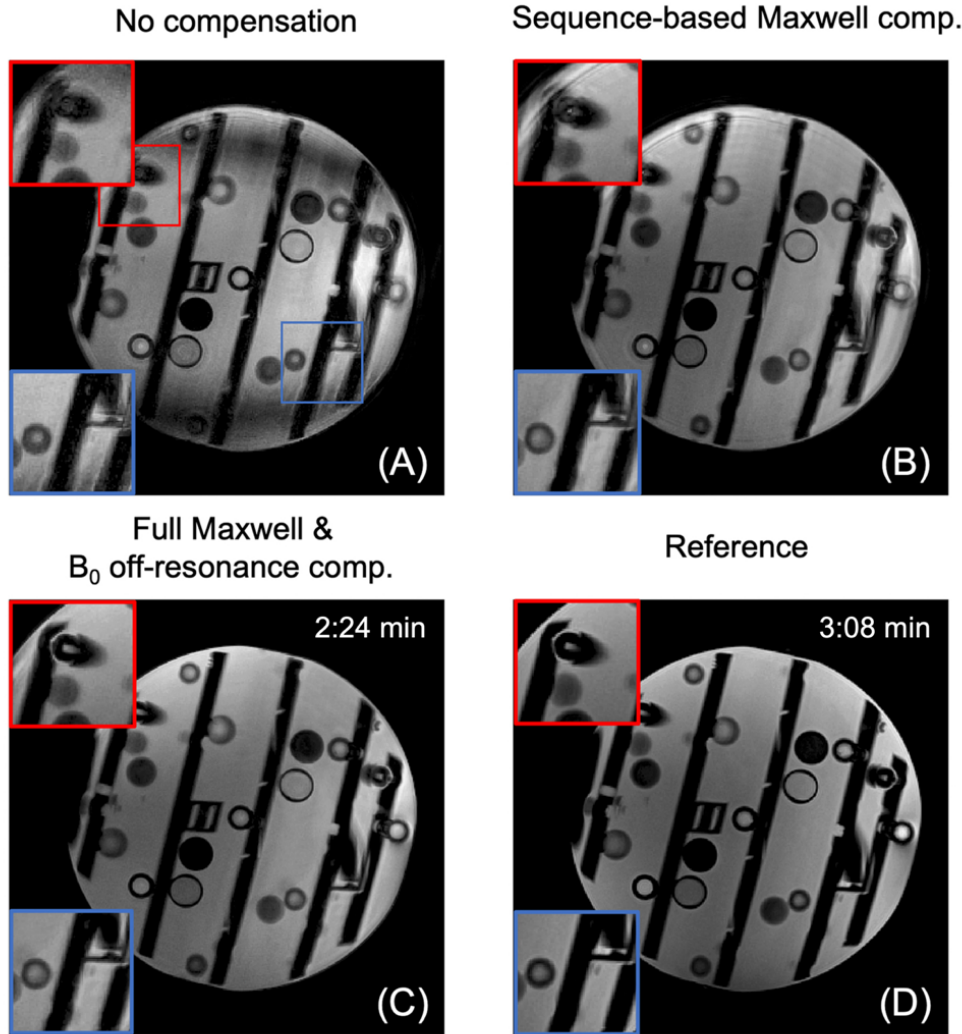 No compensation
Sequence-based Maxwell comp.
(A)
(B)
Full Maxwell &
B₀ off-resonance comp.
Reference
2:24 min
3:08 min
(C)
(D)